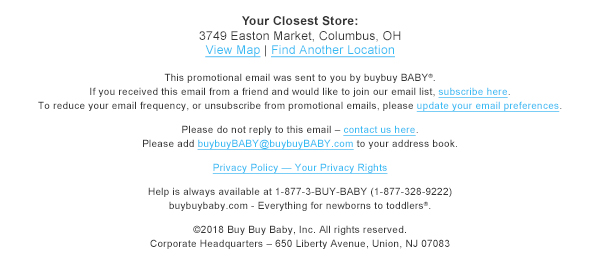 Your Closest Store:
3749 Easton Market, Columbus, OH
View Map | Find Another Location
This promotional email was sent to you by buybuy BABY®.
If you received this email from a friend and would like to join our email list, subscribe here.
To reduce your email frequency, or unsubscribe from promotional emails, please update your email preferences.
Please do not reply to this email – contact us here.
Please add buybuyBABY@buybuyBABY.com to your address book.
Privacy Policy — Your Privacy Rights
Help is always available at 1-877-3-BUY-BABY (1-877-328-9222)
buybuybaby.com - Everything for newborns to toddlers®.
©2018 Buy Buy Baby, Inc. All rights reserved.
Corporate Headquarters – 650 Liberty Avenue, Union, NJ 07083